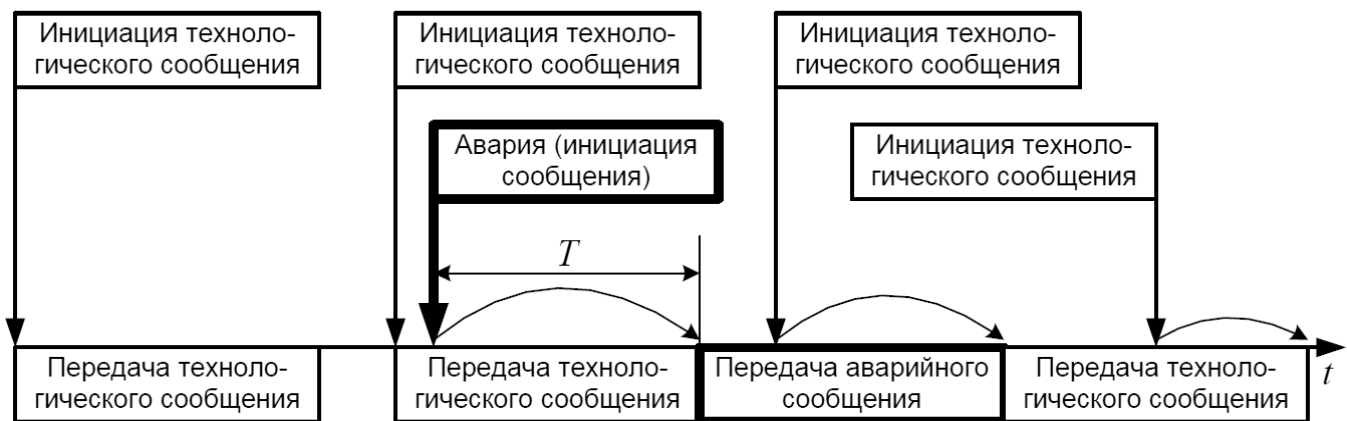 Инициация техноло-
гического сообщения
Инициация техноло-
гического сообщения
Инициация техноло-
гического сообщения
Авария (инициация
сообщения)
Инициация техноло-
гического сообщения
T
Передача техноло-
гического сообщения
Передача техноло-
гического сообщения
Передача аварийного
сообщения
Передача техноло-
гического сообщения
t